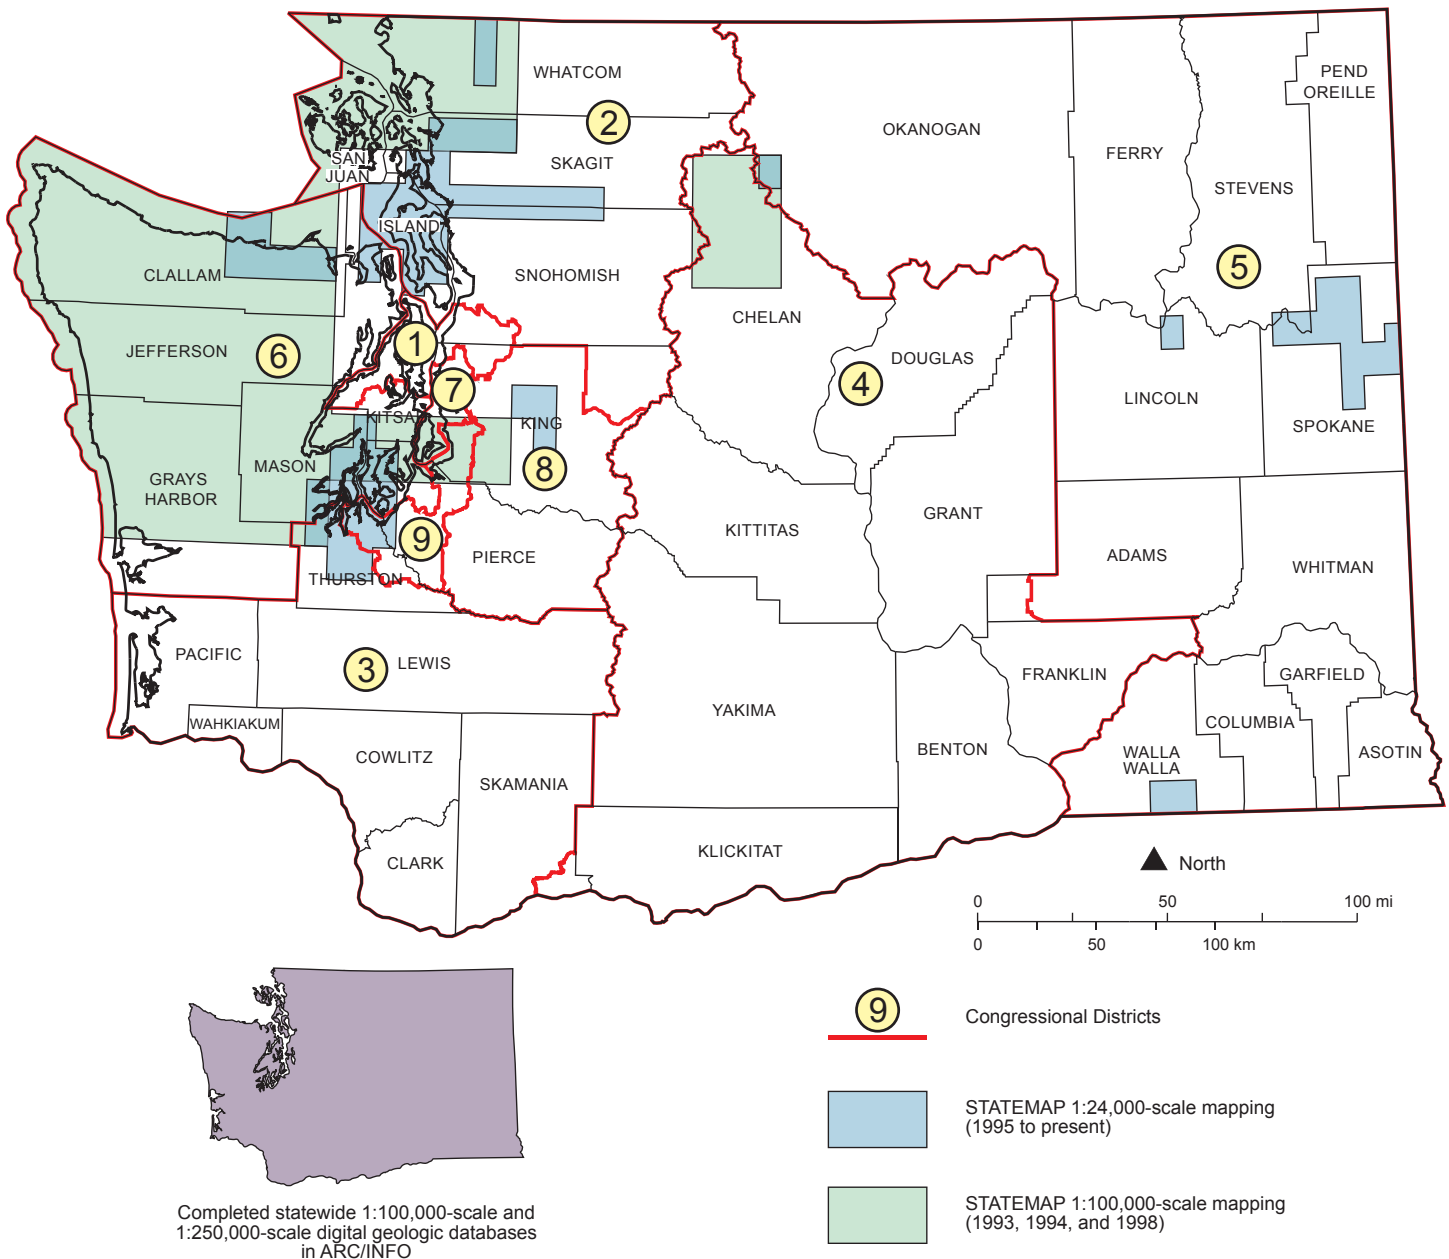 WHATCOM
PEND
OREILLE
OKANOGAN
2
FERRY
SKAGIT
SAN
JUAN
STEVENS
ISLAND
5
CLALLAM
SNOHOMISH
CHELAN
1
JEFFERSON
6
DOUGLAS
4
7
LINCOLN
KITSAP
KING
SPOKANE
MASON
8
GRAYS
HARBOR
GRANT
KITTITAS
9
PIERCE
ADAMS
WHITMAN
THURSTON
PACIFIC
3
LEWIS
FRANKLIN
GARFIELD
YAKIMA
WAHKIAKUM
COLUMBIA
BENTON
WALLA
WALLA
ASOTIN
COWLITZ
SKAMANIA
KLICKITAT
CLARK
North
0 50 100 mi
0 50 100 km
9
Congressional Districts
STATEMAP 1:24,000-scale mapping
(1995 to present)
STATEMAP 1:100,000-scale mapping
(1993, 1994, and 1998)
Completed statewide 1:100,000-scale and
1:250,000-scale digital geologic databases
in ARC/INFO